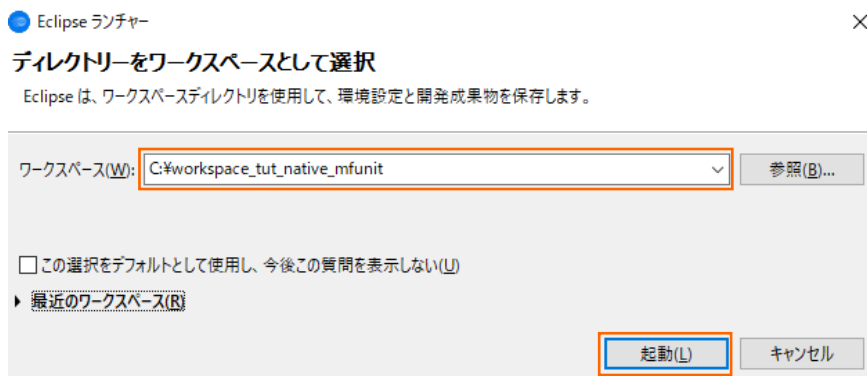 Eclipse ランチャー
ディレクトリーをワークスペースとして選択
Eclipse は、ワークスペースディレクトリを使用して、環境設定と開発成果物を保存します。
ワークスペース(W): C:¥workspace_tut_native_mfunit 参照(B)...
この選択をデフォルトとして使用し、今後この質問を表示しない(U)
最近のワークスペース(R)
起動(L) キャンセル